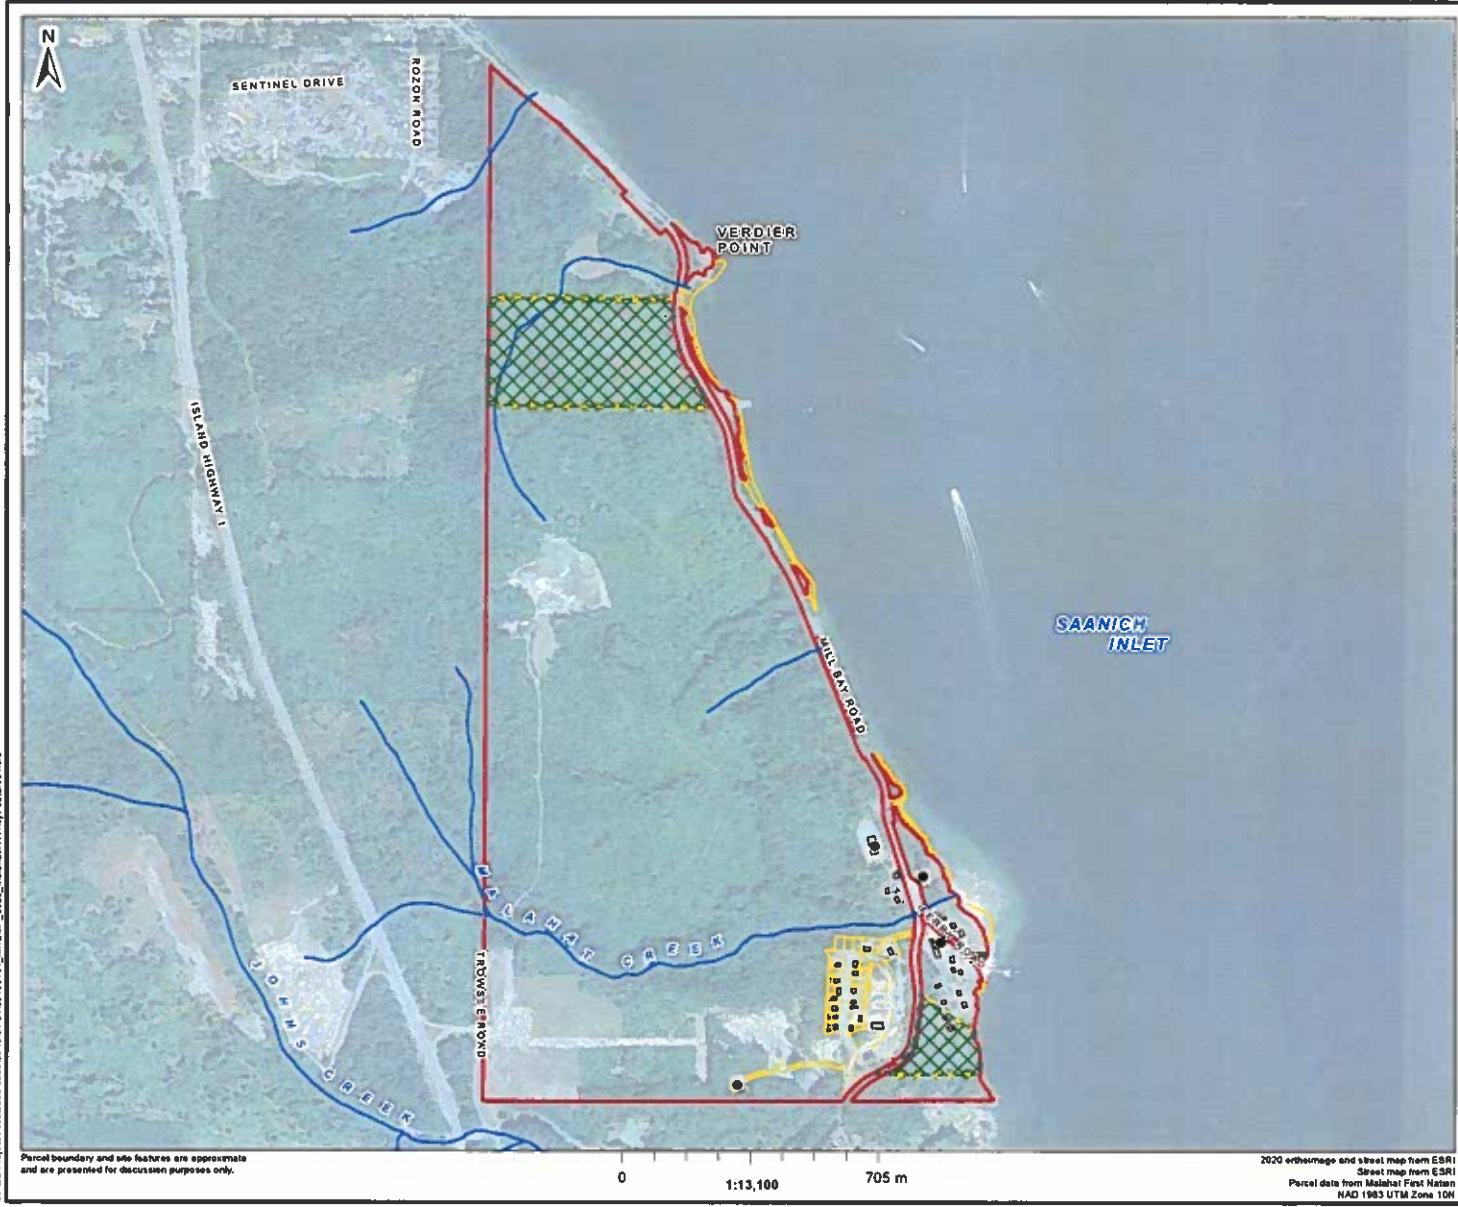 N
SENTINEL DRIVE
ROZON ROAD
VERDIER
POINT
ISLAND HIGHWAY 1
SAANICH
INLET
MILL BAY ROAD
MALAHAT CREEK
JOHNS CREEK
Parcel boundary and site features are approximate
and are presented for discussion purposes only.
0
705 m
1:13,100
2020 orthoimage and street map from ESRI
Street map from ESRI
Parcel data from Malahat First Nation
NAD 1983 UTM Zone 10N